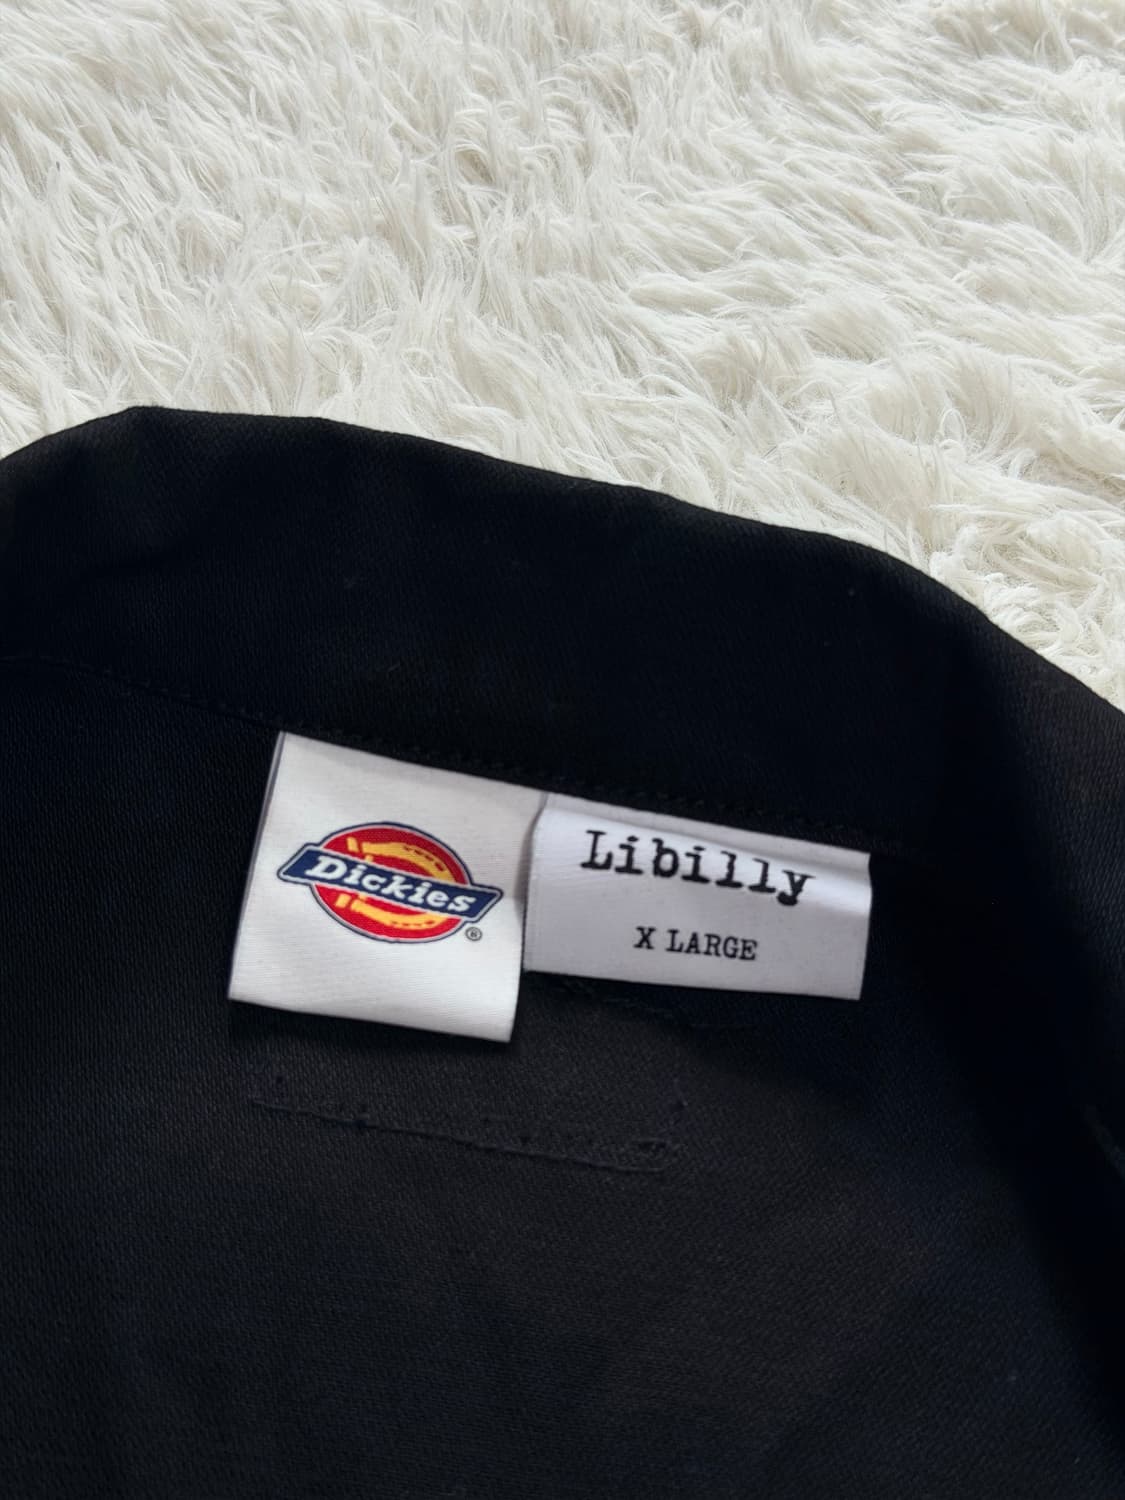 Dickies
®
Libilly
X LARGE